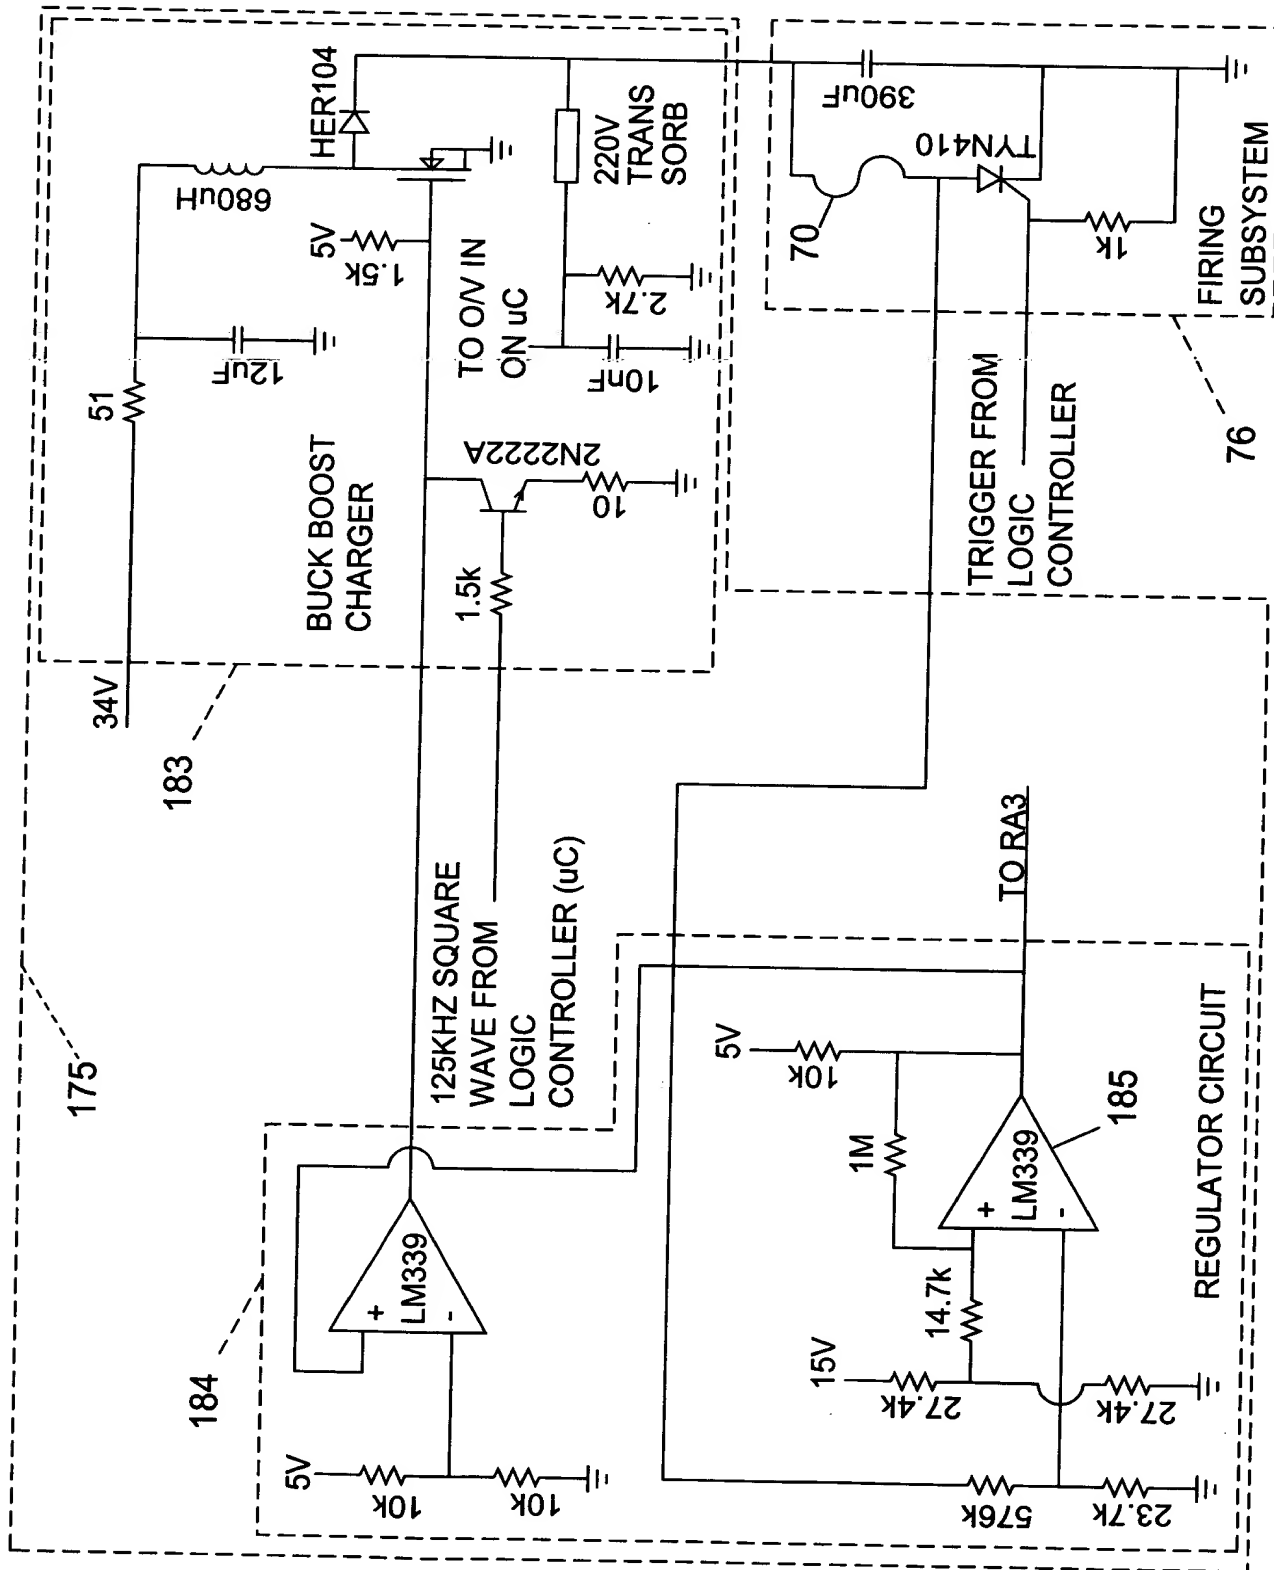 34V
51
12uF
680uH
HER104
5V
1.5k
BUCK BOOST
CHARGER
TO O/V IN
ON uC
220V
TRANS
SORB
2.7k
10nF
2N2222A
10
1.5k
183
125KHZ SQUARE
WAVE FROM
LOGIC
CONTROLLER (uC)
175
390uF
TYN410
70
1k
FIRING
SUBSYSTEM
TRIGGER FROM
LOGIC
CONTROLLER
76
TO RA3
184
+
-
LM339
5V
10k
10k
5V
10k
1M
+
-
LM339
185
14.7k
15V
27.4k
27.4k
576k
23.7k
REGULATOR CIRCUIT